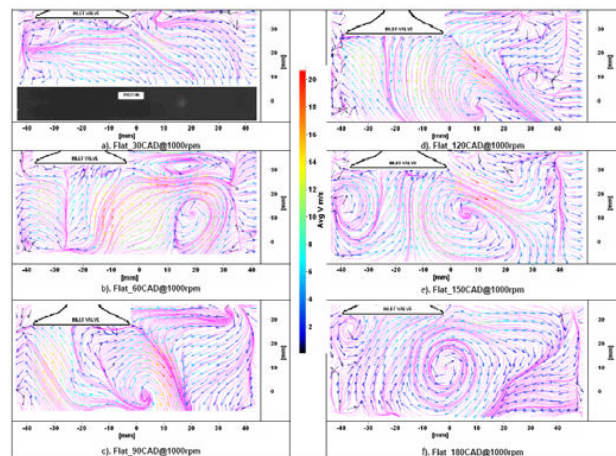 INLET VALVE
30
20
10
0
[mm]
PISTON
-40 -30 -20 -10 0 10 20 30 40
[mm]
a). Flat_30CAD@1000rpm
INLET VALVE
30
20
10
0
[mm]
-40 -30 -20 -10 0 10 20 30 40
[mm]
b). Flat_60CAD@1000rpm
INLET VALVE
30
20
10
0
[mm]
-40 -30 -20 -10 0 10 20 30 40
[mm]
c). Flat_90CAD@1000rpm
20
18
16
14
12
10
8
6
4
2
Avg V m/s
INLET VALVE
30
20
10
0
[mm]
-40 -30 -20 -10 0 10 20 30 40
[mm]
d). Flat_120CAD@1000rpm
INLET VALVE
30
20
10
0
[mm]
-40 -30 -20 -10 0 10 20 30 40
[mm]
e). Flat_150CAD@1000rpm
INLET VALVE
30
20
10
0
[mm]
-40 -30 -20 -10 0 10 20 30 40
[mm]
f). Flat_180CAD@1000rpm